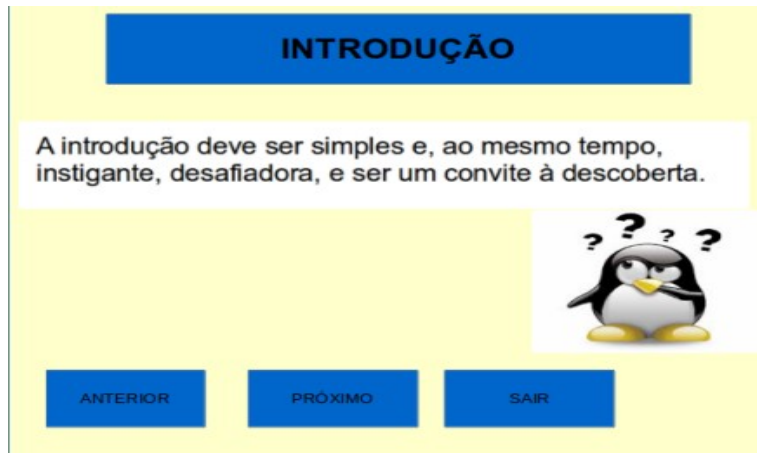 INTRODUÇÃO
A introdução deve ser simples e, ao mesmo tempo,
instigante, desafiadora, e ser um convite à descoberta.
? ? ? ?
ANTERIOR PRÓXIMO SAIR